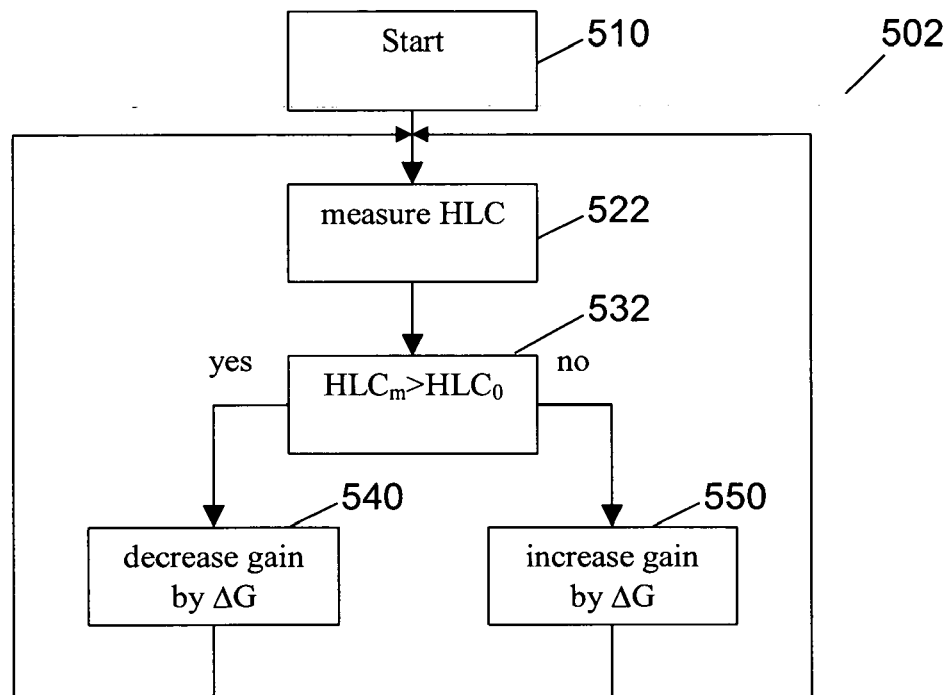 Start
510
502
measure HLC
522
532
yes
HLCₘ>HLC₀
no
540
550
decrease gain
by ΔG
increase gain
by ΔG